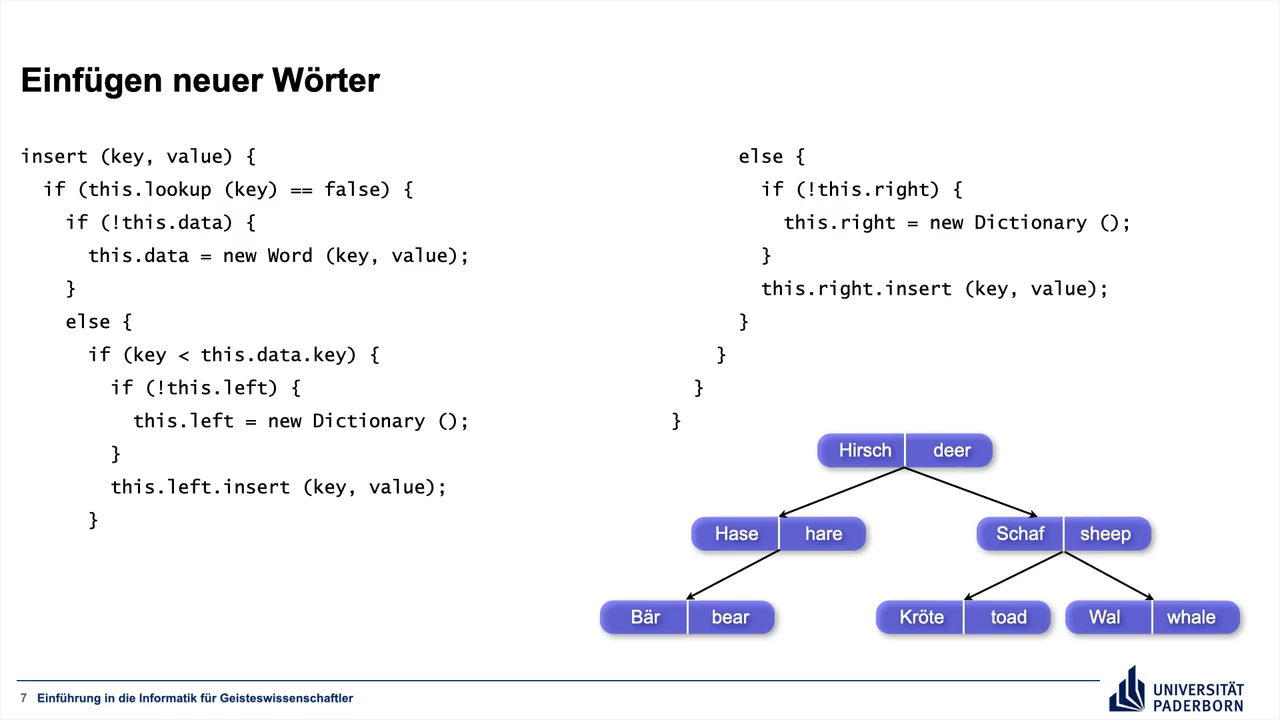 Einfügen neuer Wörter
insert (key, value) {
if (this.lookup (key) == false) {
if (!this.data) {
this.data = new Word (key, value);
}
else {
if (key < this.data.key) {
if (!this.left) {
this.left = new Dictionary ();
}
this.left.insert (key, value);
}
else {
if (!this.right) {
this.right = new Dictionary ();
}
this.right.insert (key, value);
}
}
}
}
Hirsch deer
Hase hare
Schaf sheep
Bär bear
Kröte toad
Wal whale
7 Einführung in die Informatik für Geisteswissenschaftler
UNIVERSITÄT
PADERBORN